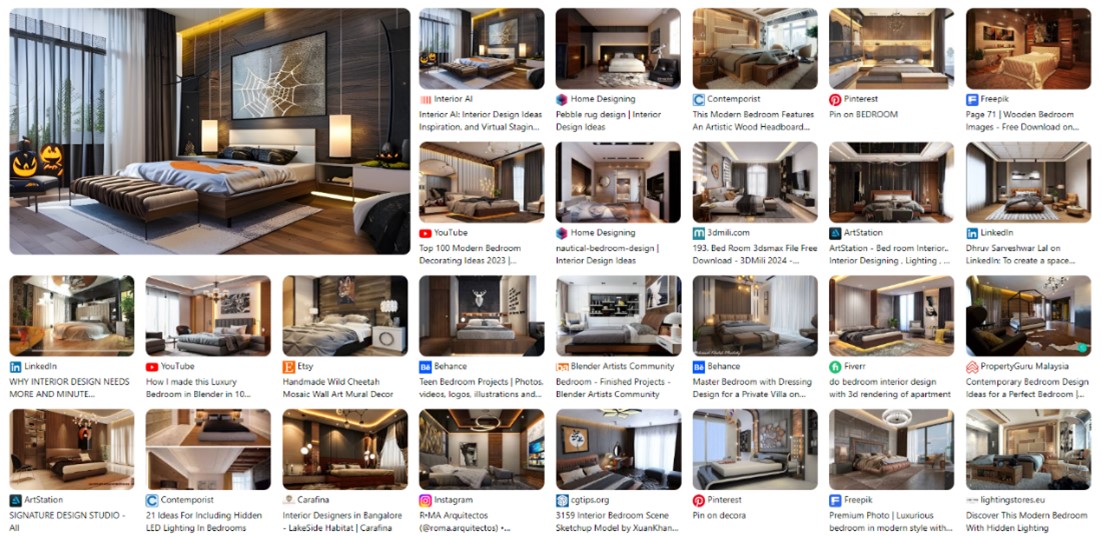 Interior AI
Interior AI: Interior Design Ideas
Inspiration, and Virtual Stagin...
Home Designing
Pebble rug design | Interior
Design Ideas
Contemporist
This Modern Bedroom Features
An Artistic Wood Headboard...
Pinterest
Pin on BEDROOM
Freepik
Page 71 | Wooden Bedroom
Images - Free Download on...
YouTube
Top 100 Modern Bedroom
Decorating Ideas 2023 |...
Home Designing
nautical-bedroom-design |
Interior Design Ideas
3dmili.com
193. Bed Room 3dsmax File Free
Download - 3DMili 2024 -...
ArtStation
ArtStation - Bed room Interior..
Interior Designing , Lighting , ...
LinkedIn
Dhruv Sarveshwar Lal on
LinkedIn: To create a space...
LinkedIn
WHY INTERIOR DESIGN NEEDS
MORE AND MINUTE...
YouTube
How I made this Luxury
Bedroom in Blender in 10...
Etsy
Handmade Wild Cheetah
Mosaic Wall Art Mural Decor
Behance
Teen Bedroom Projects | Photos,
videos, logos, illustrations and...
Blender Artists Community
Bedroom - Finished Projects -
Blender Artists Community
Behance
Master Bedroom with Dressing
Design for a Private Villa on...
Fiverr
do bedroom interior design
with 3d rendering of apartment
PropertyGuru Malaysia
Contemporary Bedroom Design
Ideas for a Perfect Bedroom |...
ArtStation
SIGNATURE DESIGN STUDIO -
All
Contemporist
21 Ideas For Including Hidden
LED Lighting In Bedrooms
Carafina
Interior Designers in Bangalore
- LakeSide Habitat | Carafina
Instagram
R•MA Arquitectos
(@roma.arquitectos) •...
cgtips.org
3159 Interior Bedroom Scene
Sketchup Model by XuanKhan...
Pinterest
Pin on decora
Freepik
Premium Photo | Luxurious
bedroom in modern style with...
lightingstores.eu
Discover This Modern Bedroom
With Hidden Lighting